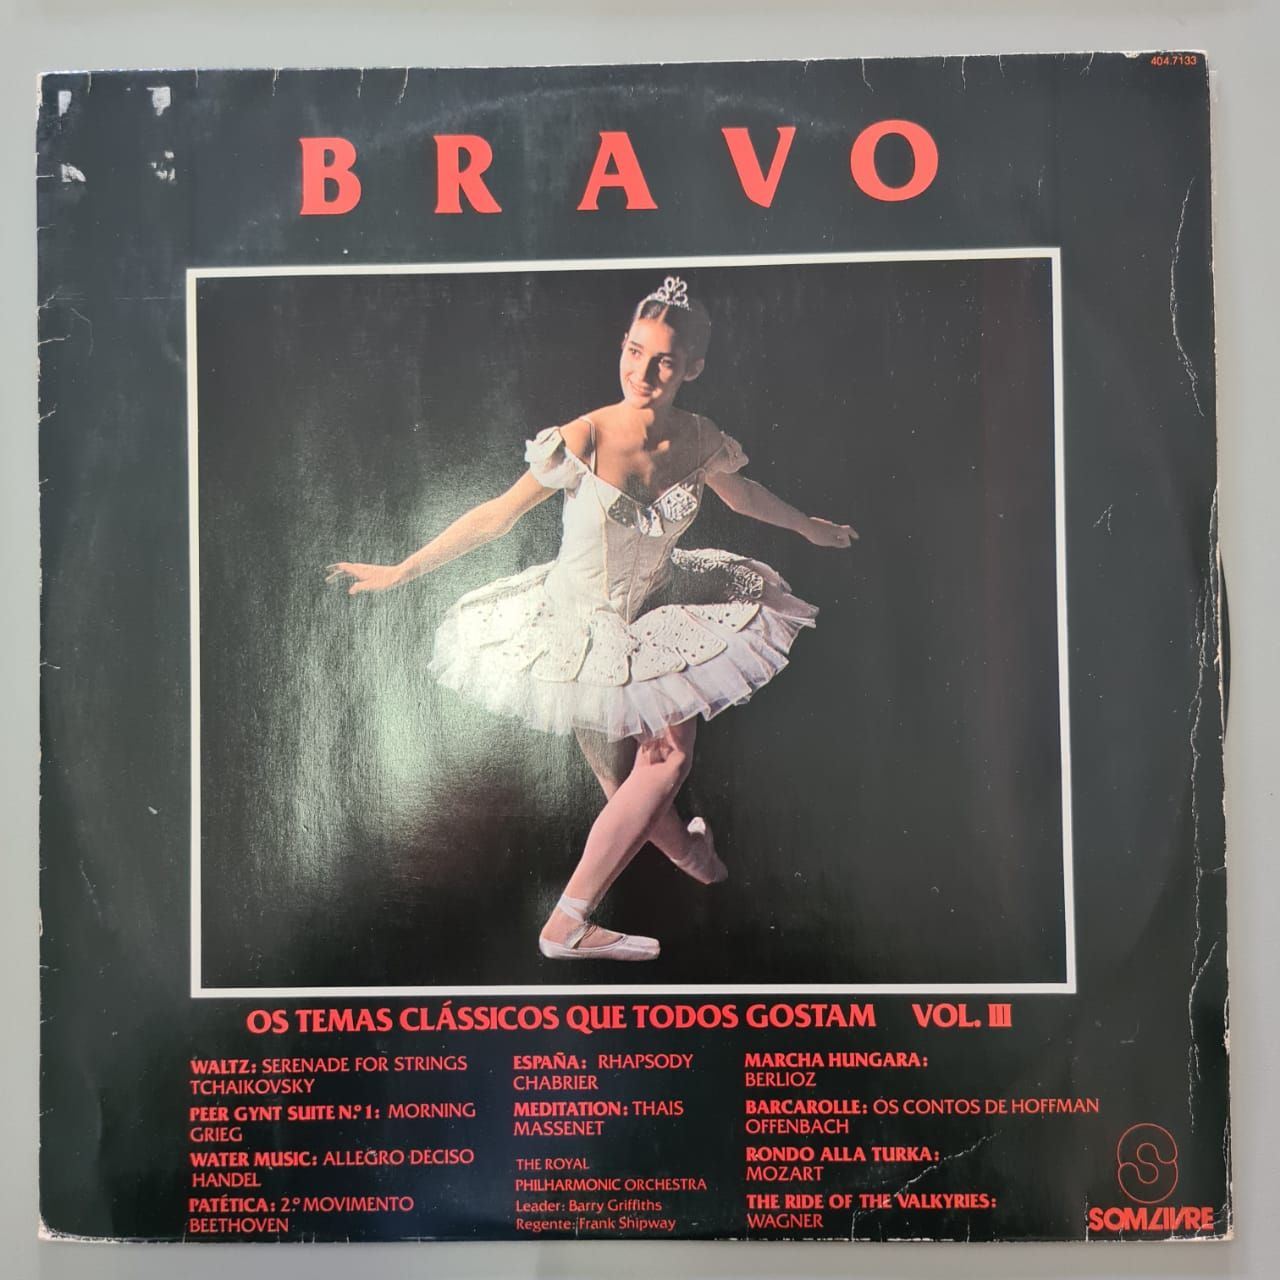 404.7133
BRAVO
OS TEMAS CLÁSSICOS QUE TODOS GOSTAM VOL. III
WALTZ: SERENADE FOR STRINGS
TCHAIKOVSKY
PEER GYNT SUITE N.º 1: MORNING
GRIEG
WATER MUSIC: ALLEGRO DECISO
HANDEL
PATÉTICA: 2.º MOVIMENTO
BEETHOVEN
ESPAÑA: RHAPSODY
CHABRIER
MEDITATION: THAIS
MASSENET
THE ROYAL
PHILHARMONIC ORCHESTRA
Leader: Barry Griffiths
Regente: Frank Shipway
MARCHA HUNGARA:
BERLIOZ
BARCAROLLE: OS CONTOS DE HOFFMAN
OFFENBACH
RONDO ALLA TURKA:
MOZART
THE RIDE OF THE VALKYRIES:
WAGNER
SOM LIVRE